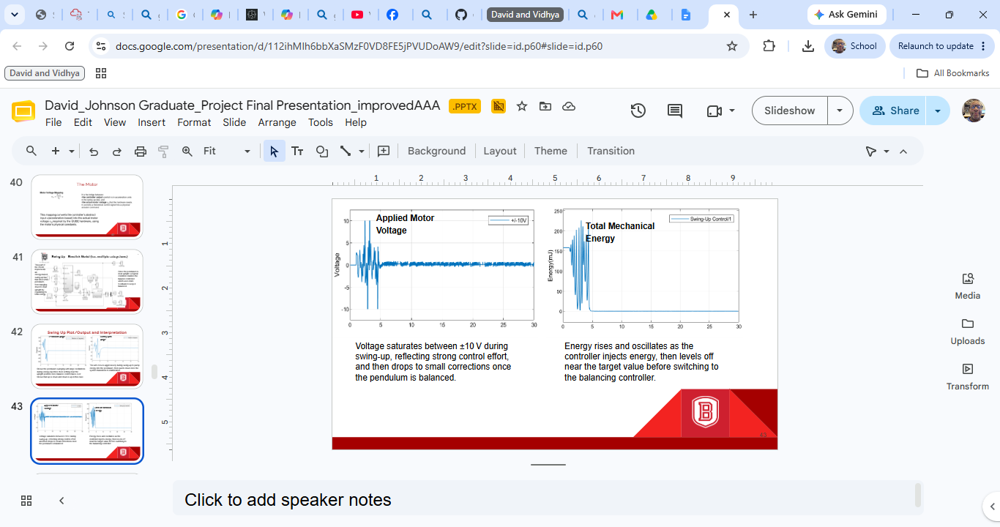 David and Vidhya
Ask Gemini
docs.google.com/presentation/d/112ihMIh6bbXaSMzF0VD8FE5jPVUDoAW9/edit?slide=id.p60#slide=id.p60
School
Relaunch to update
David and Vidhya
All Bookmarks
David_Johnson Graduate_Project Final Presentation_improvedAAA
.PPTX
File Edit View Insert Format Slide Arrange Tools Help
Slideshow
Share
Fit
Background
Layout
Theme
Transition
40
The Motor
Motor Voltage Mapping
41
42
Swing Up Plot/Output and Interpretation
43
1 2 3 4 5 6 7 8 9
1
2
3
4
5
Applied Motor
Voltage
+/-10V
Voltage
10
5
0
-5
-10
0 5 10 15 20 25 30
Total Mechanical
Energy
Swing-Up Control/1
Energy(mJ)
250
200
150
100
50
0
0 5 10 15 20 25 30
Voltage saturates between ±10 V during
swing-up, reflecting strong control effort,
and then drops to small corrections once
the pendulum is balanced.
Energy rises and oscillates as the
controller injects energy, then levels off
near the target value before switching to
the balancing controller.
B
43
Media
Uploads
Transform
Click to add speaker notes